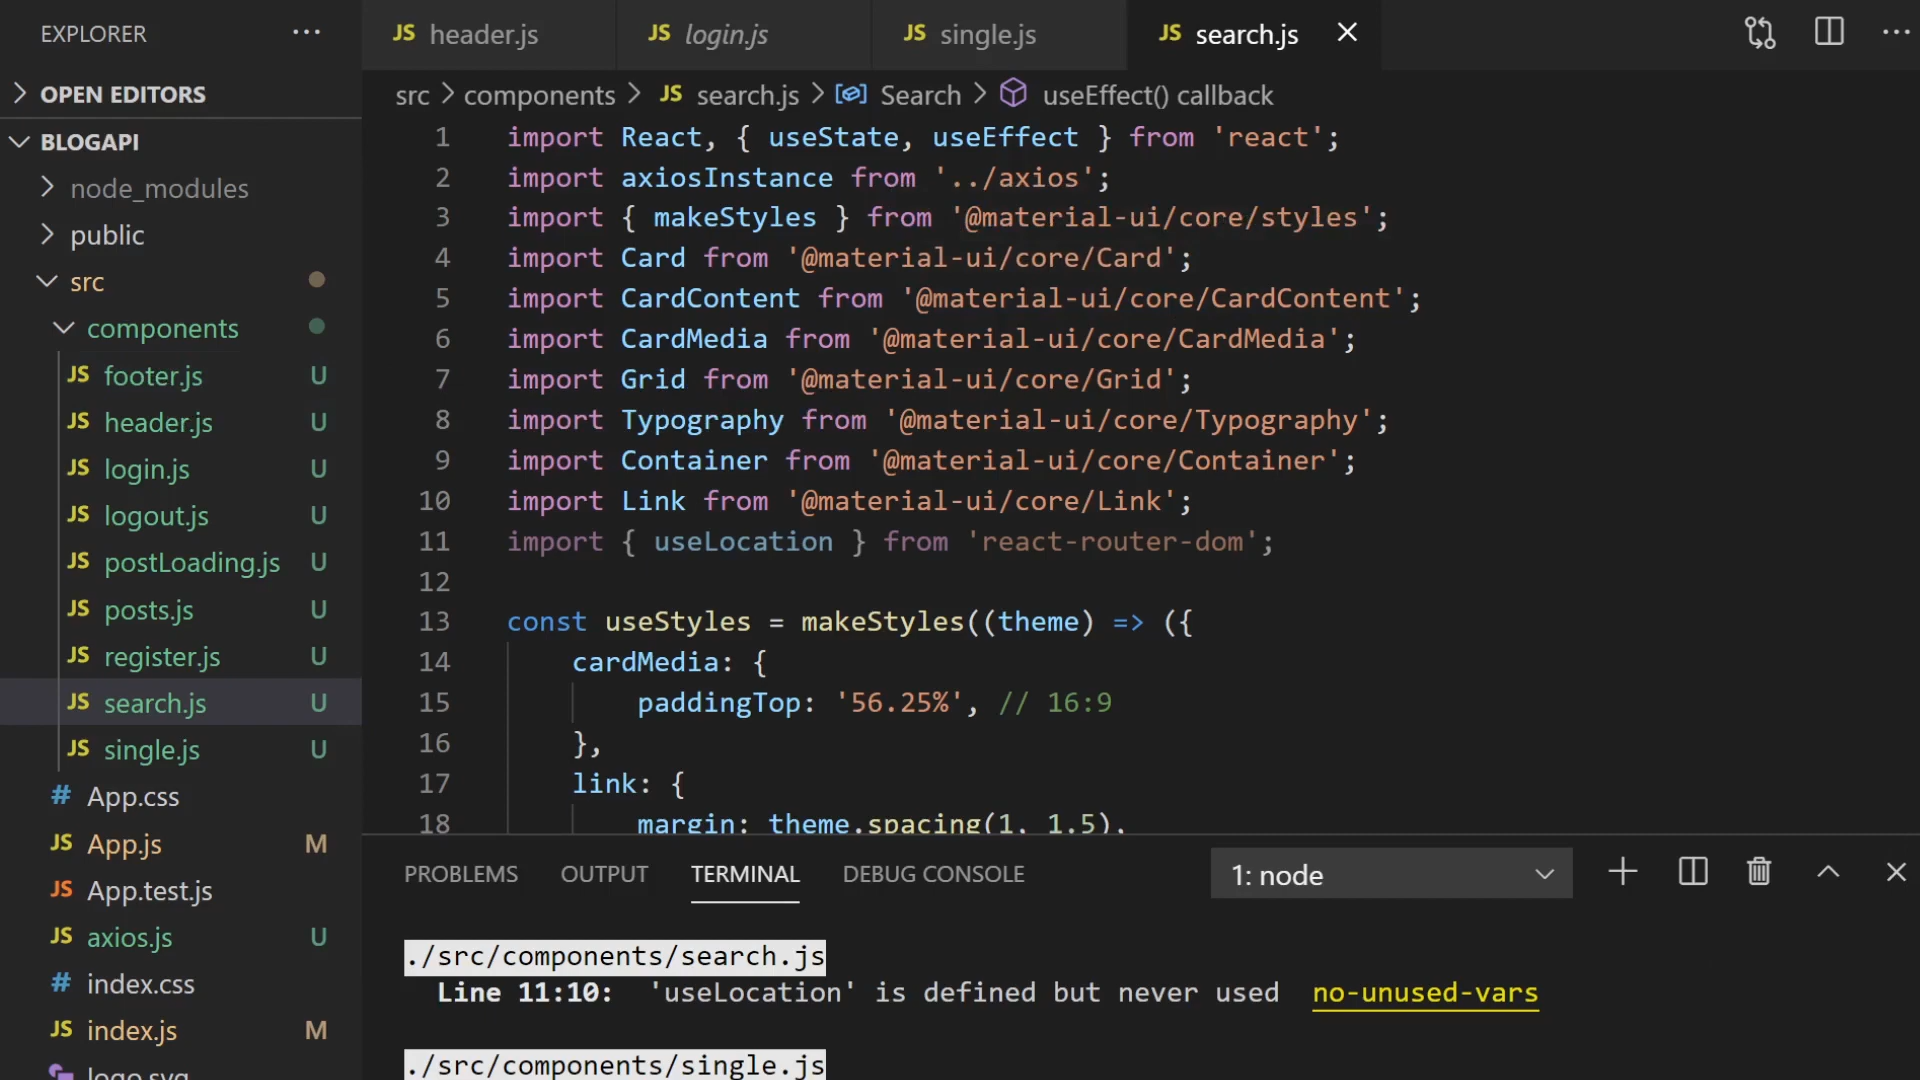 EXPLORER
OPEN EDITORS
BLOGAPI
node_modules
public
src
components
JS footer.js U
JS header.js U
JS login.js U
JS logout.js U
JS postLoading.js U
JS posts.js U
JS register.js U
JS search.js U
JS single.js U
# App.css
JS App.js M
JS App.test.js
JS axios.js U
# index.css
JS index.js M
logo.svg
JS header.js
JS login.js
JS single.js
JS search.js
src > components > JS search.js > Search > useEffect() callback
1 import React, { useState, useEffect } from 'react';
2 import axiosInstance from '../axios';
3 import { makeStyles } from '@material-ui/core/styles';
4 import Card from '@material-ui/core/Card';
5 import CardContent from '@material-ui/core/CardContent';
6 import CardMedia from '@material-ui/core/CardMedia';
7 import Grid from '@material-ui/core/Grid';
8 import Typography from '@material-ui/core/Typography';
9 import Container from '@material-ui/core/Container';
10 import Link from '@material-ui/core/Link';
11 import { useLocation } from 'react-router-dom';
12
13 const useStyles = makeStyles((theme) => ({
14 cardMedia: {
15 paddingTop: '56.25%', // 16:9
16 },
17 link: {
18 margin: theme.spacing(1, 1.5),
PROBLEMS OUTPUT TERMINAL DEBUG CONSOLE
1: node
./src/components/search.js
Line 11:10: 'useLocation' is defined but never used no-unused-vars
./src/components/single.js